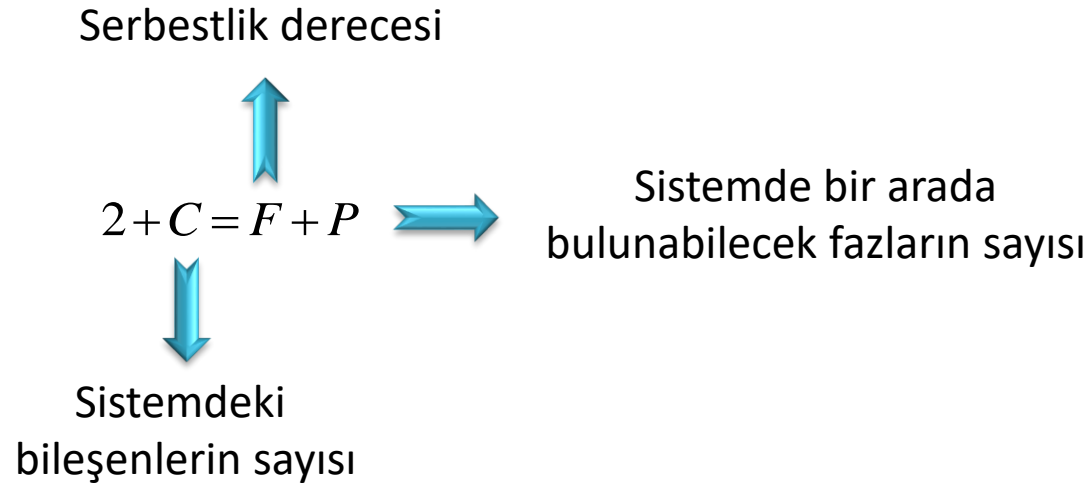 Serbestlik derecesi
2+C=F+P
Sistemde bir arada
bulunabilecek fazların sayısı
Sistemdeki
bileşenlerin sayısı